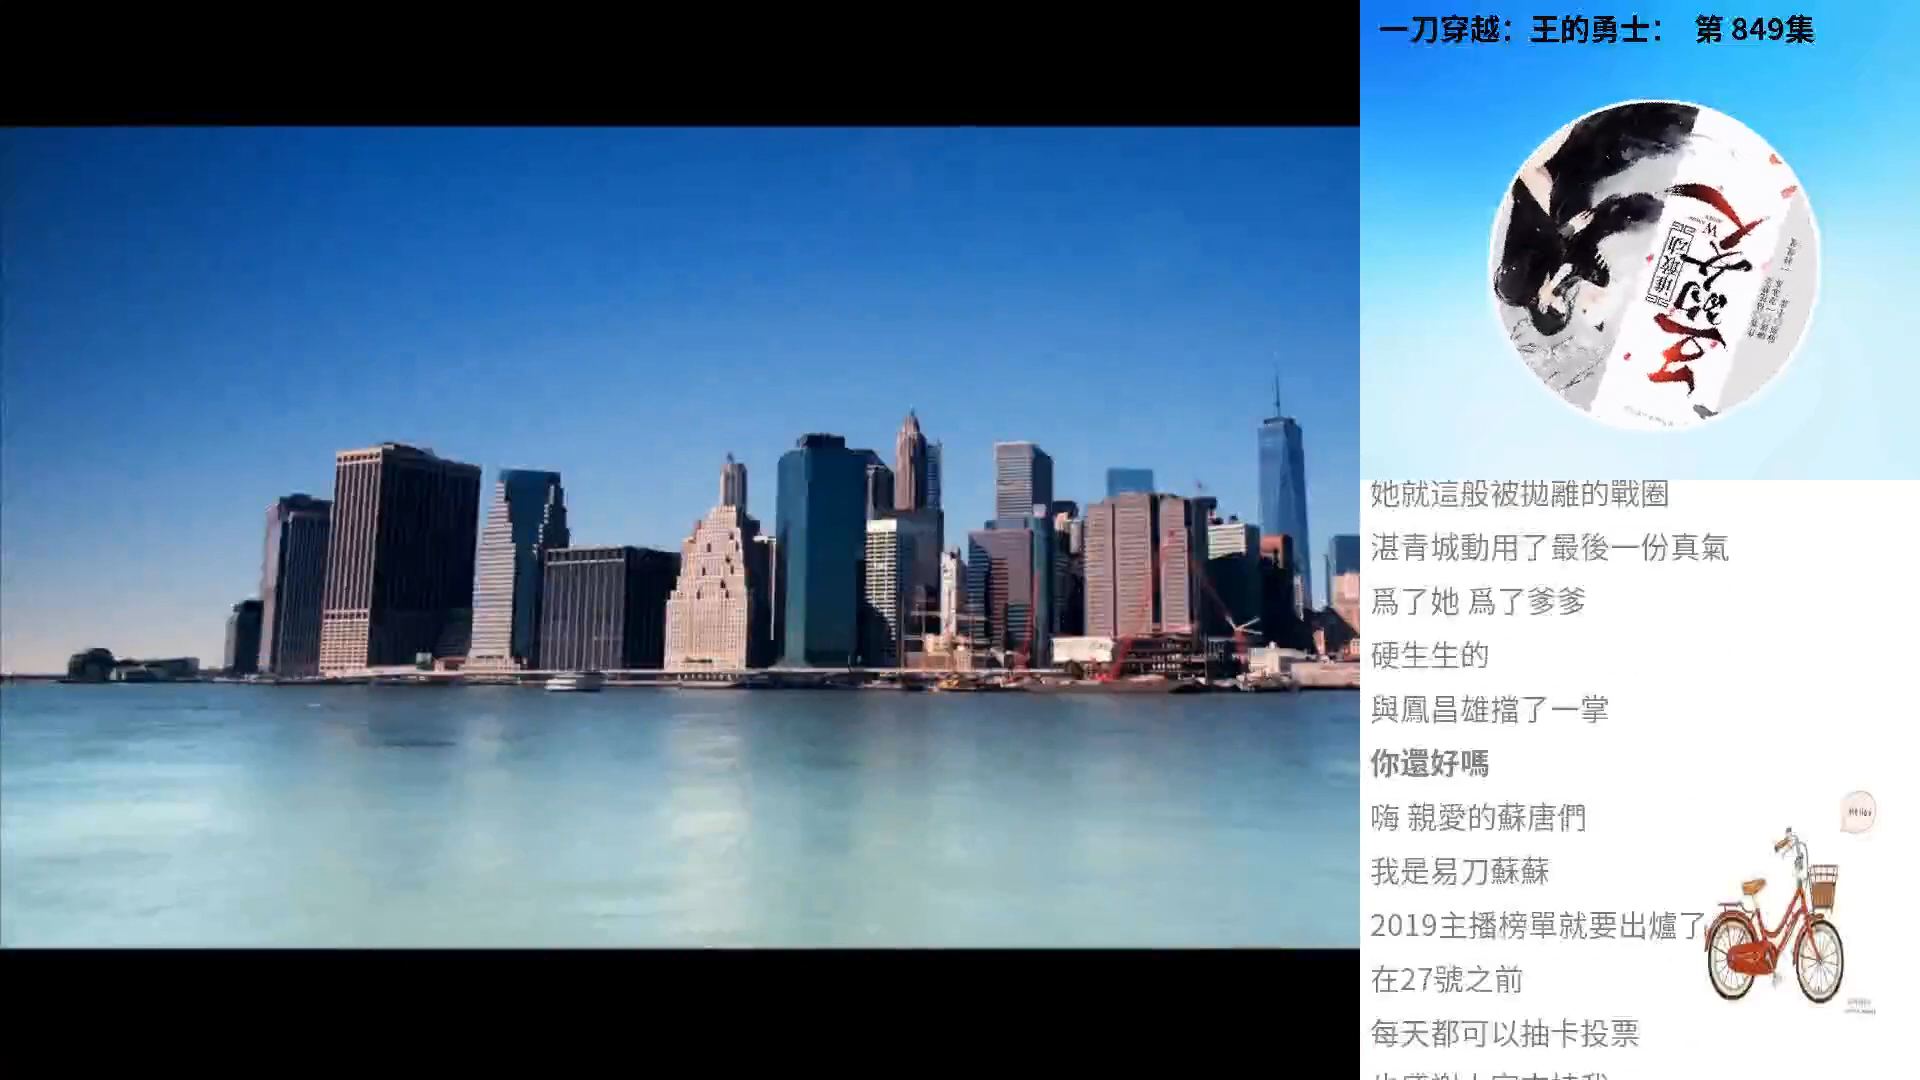 一刀穿越：王的勇士： 第 849集
谁敢动
她就這般被拋離的戰圈
湛青城動用了最後一份真氣
爲了她 爲了爹爹
硬生生的
與鳳昌雄擋了一掌
你還好嗎
嗨 親愛的蘇唐們
我是易刀蘇蘇
2019主播榜單就要出爐了
在27號之前
每天都可以抽卡投票